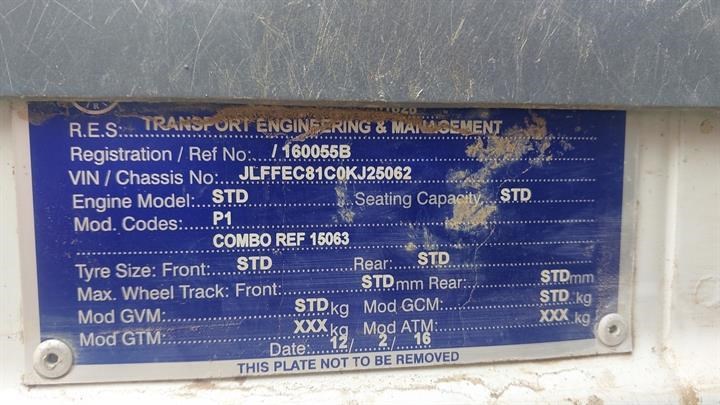 R.E.S: TRANSPORT ENGINEERING & MANAGEMENT
Registration / Ref No: / 160055B
VIN / Chassis No: JLFFEC81C0KJ25062
Engine Model: STD Seating Capacity: STD
Mod. Codes: P1
COMBO REF 15063
Tyre Size: Front: STD Rear: STD
Max. Wheel Track: Front: STD mm Rear: STD mm
Mod GVM: STD kg Mod GCM: STD kg
Mod GTM: XXX kg Mod ATM: XXX kg
Date: 12 / 2 / 16
THIS PLATE NOT TO BE REMOVED